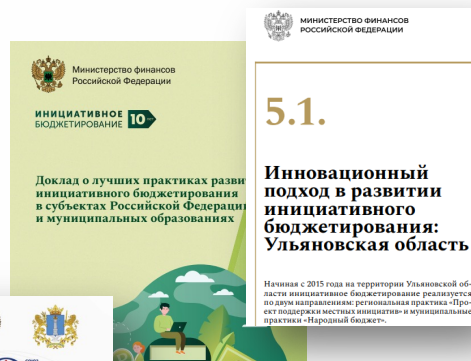 Министерство финансов
Российской Федерации
ИНИЦИАТИВНОЕ
БЮДЖЕТИРОВАНИЕ 10 лет
Доклад о лучших практиках
инициативного бюджетирования
в субъектах Российской Федерации
и муниципальных образованиях
МИНИСТЕРСТВО ФИНАНСОВ
РОССИЙСКОЙ ФЕДЕРАЦИИ
5.1.
Инновационный
подход в развитии
инициативного
бюджетирования:
Ульяновская область
Начиная с 2015 года на территории Ульяновской об-
ласти инициативное бюджетирование реализуется
по двум направлениям: региональная практика «Про-
ект поддержки местных инициатив» и муниципальные
практики «Народный бюджет».